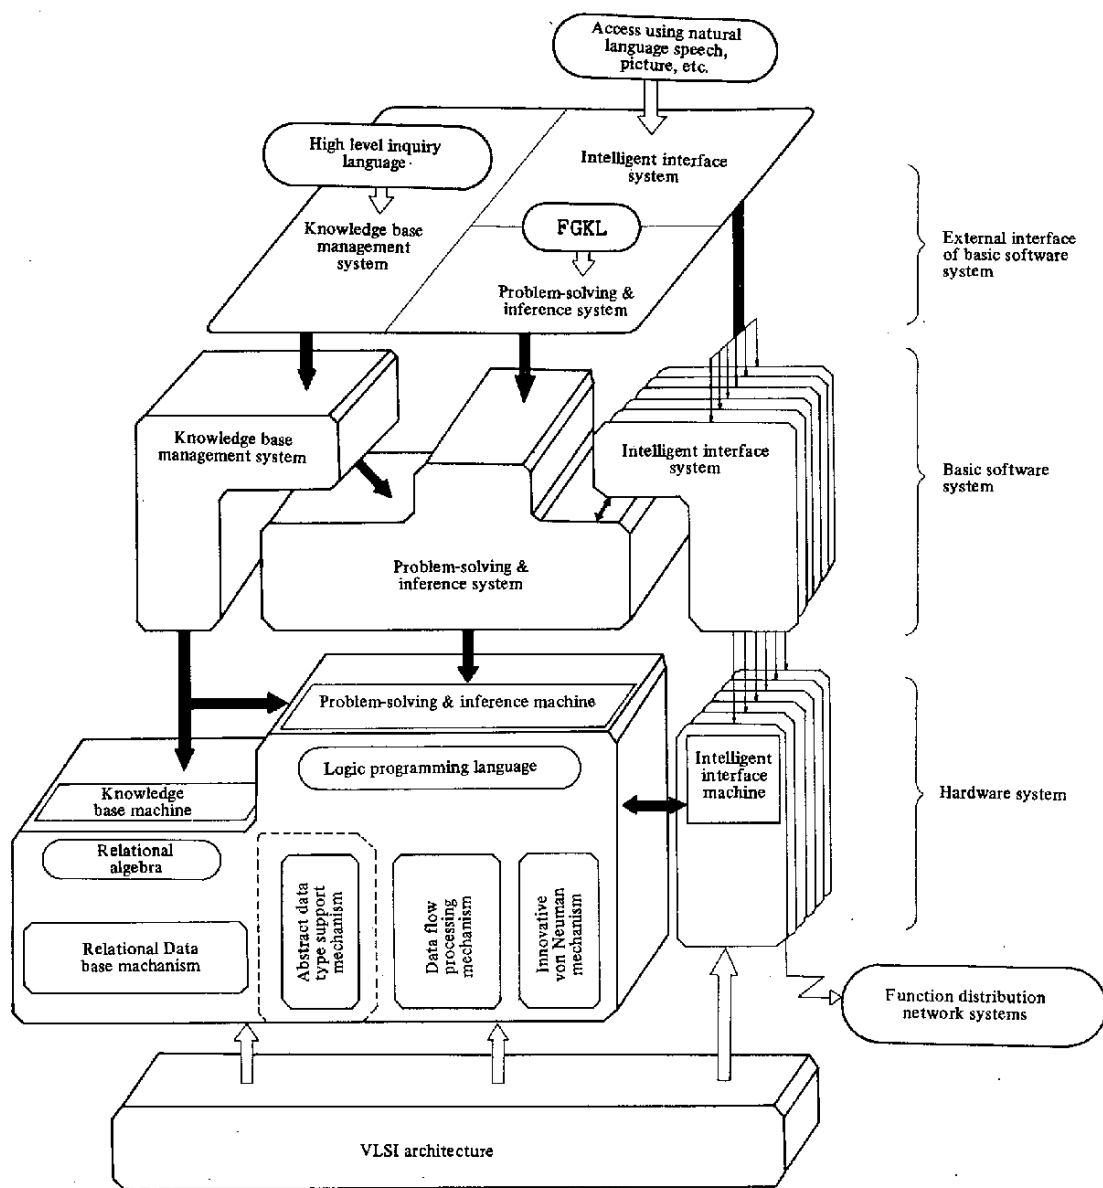 Access using natural
language speech,
picture, etc.
High level inquiry
language
Intelligent interface
system
Knowledge base
management
system
FGKL
Problem-solving &
inference system
External interface
of basic software
system
Knowledge base
management system
Intelligent interface
system
Basic software
system
Problem-solving &
inference system
Problem-solving & inference machine
Logic programming language
Knowledge
base machine
Relational
algebra
Relational Data
base machanism
Abstract data
type support
mechanism
Data flow
processing
mechanism
Innovative
von Neuman
mechanism
Intelligent
interface
machine
Hardware system
Function distribution
network systems
VLSI architecture